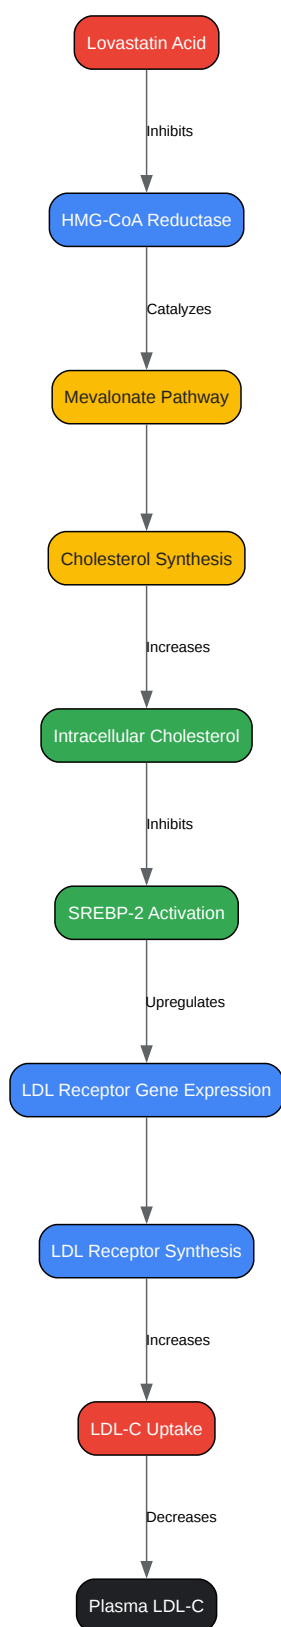 Lovastatin Acid
Inhibits
HMG-CoA Reductase
Catalyzes
Mevalonate Pathway
Cholesterol Synthesis
Increases
Intracellular Cholesterol
Inhibits
SREBP-2 Activation
Upregulates
LDL Receptor Gene Expression
LDL Receptor Synthesis
Increases
LDL-C Uptake
Decreases
Plasma LDL-C